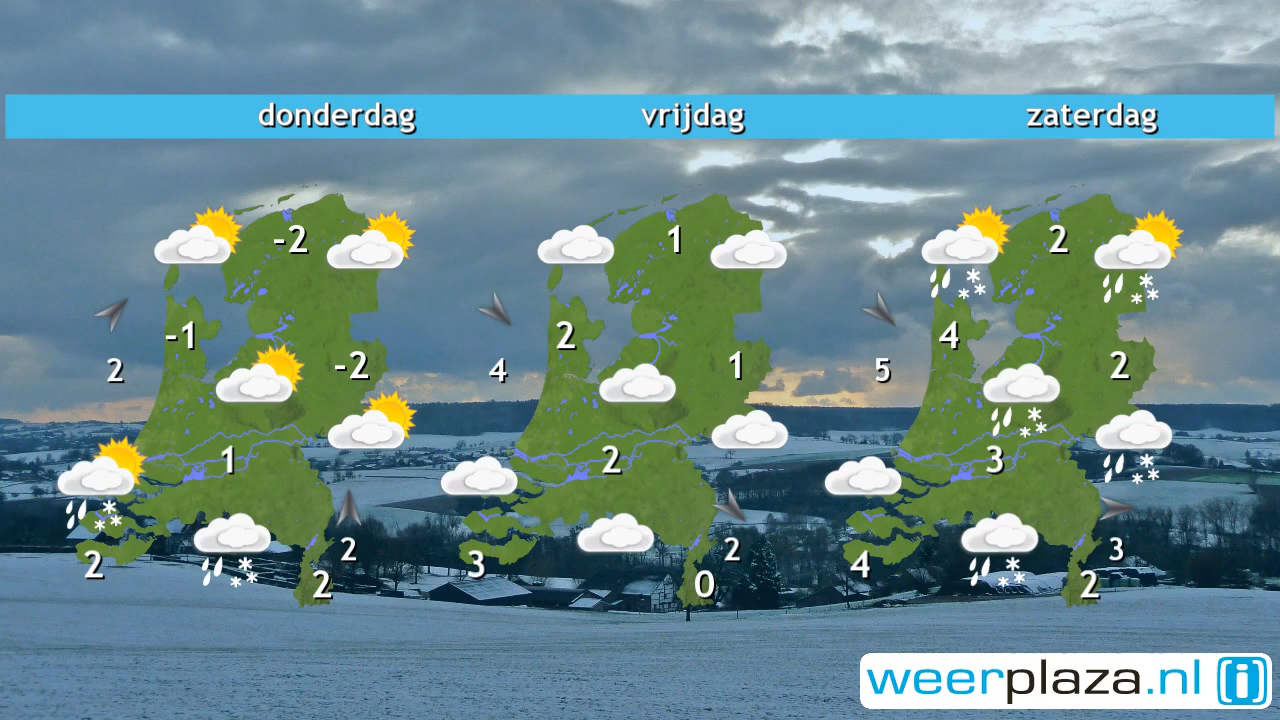 donderdag vrijdag zaterdag
-2 1 2
-1 2 4
2 -2 4 1 5 2
1 2 3
2 2 3 2 4 3
2 0 2
weerplaza.nl [i]